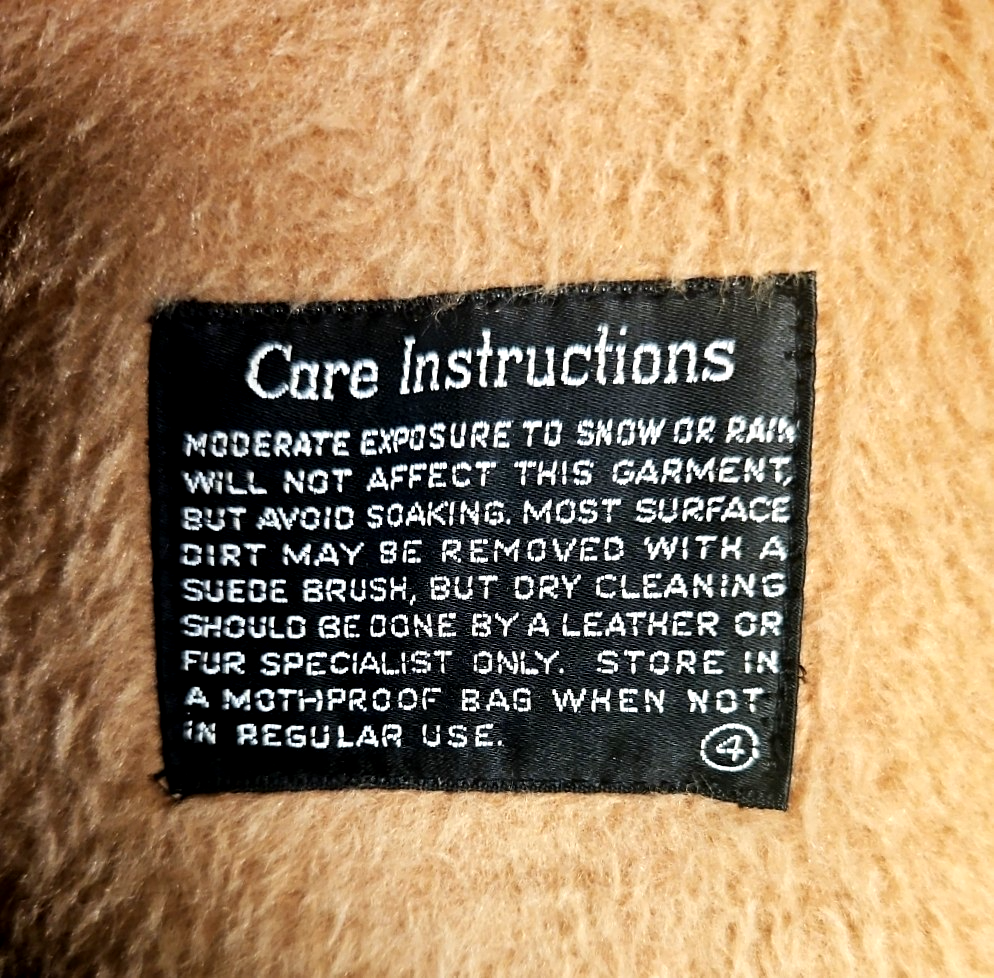 Care Instructions
MODERATE EXPOSURE TO SNOW OR RAIN
WILL NOT AFFECT THIS GARMENT,
BUT AVOID SOAKING. MOST SURFACE
DIRT MAY BE REMOVED WITH A
SUEDE BRUSH, BUT DRY CLEANING
SHOULD BE DONE BY A LEATHER OR
FUR SPECIALIST ONLY. STORE IN
A MOTHPROOF BAG WHEN NOT
IN REGULAR USE.
4